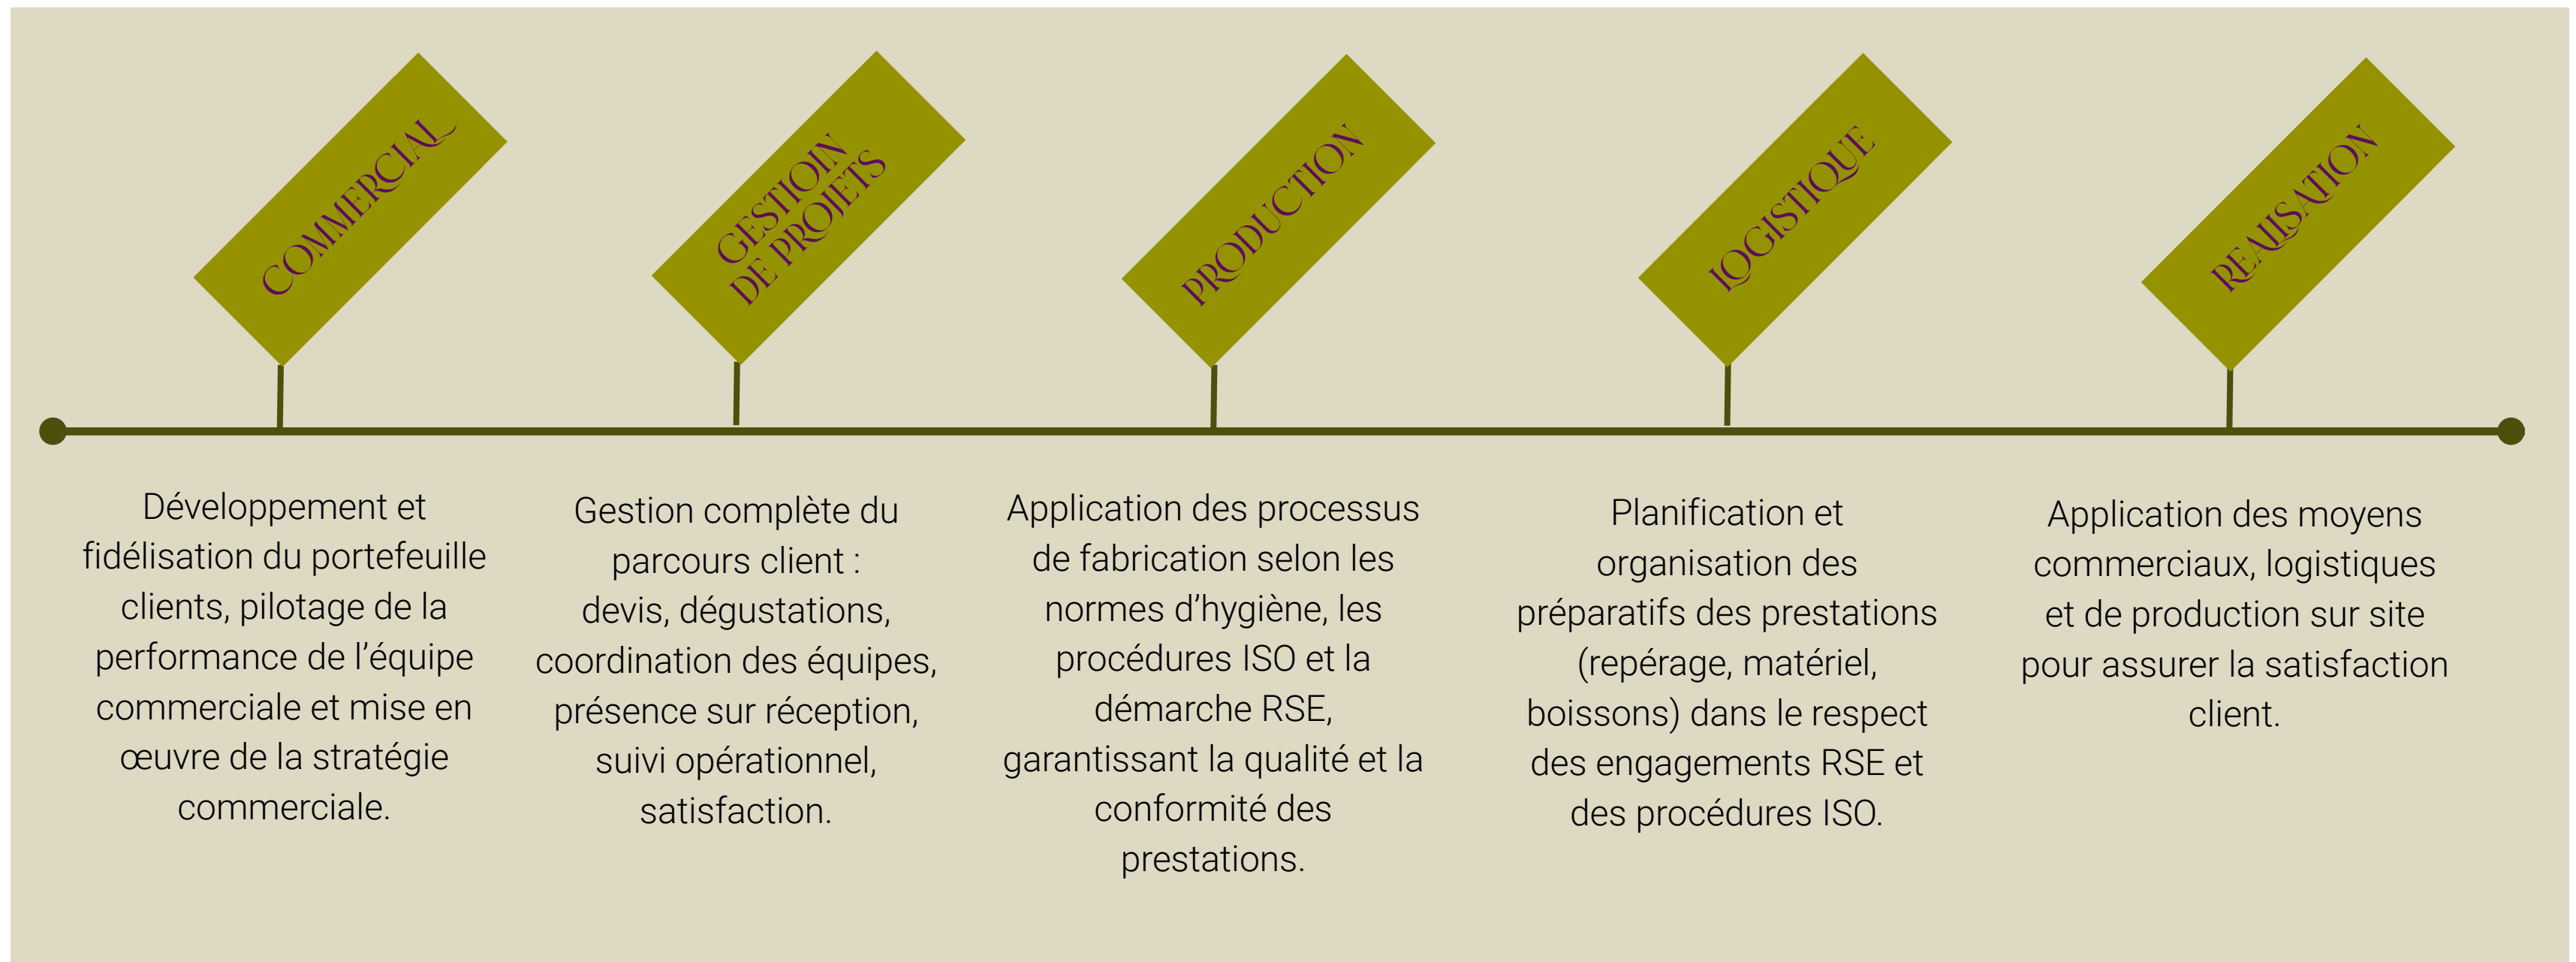 COMMERCIAL
GESTIOIN
DE PROJETS
PRODUCTION
LOGISTIQUE
REALISATION
Développement et
fidélisation du portefeuille
clients, pilotage de la
performance de l’équipe
commerciale et mise en
œuvre de la stratégie
commerciale.
Gestion complète du
parcours client :
devis, dégustations,
coordination des équipes,
présence sur réception,
suivi opérationnel,
satisfaction.
Application des processus
de fabrication selon les
normes d’hygiène, les
procédures ISO et la
démarche RSE,
garantissant la qualité et la
conformité des
prestations.
Planification et
organisation des
préparatifs des prestations
(repérage, matériel,
boissons) dans le respect
des engagements RSE et
des procédures ISO.
Application des moyens
commerciaux, logistiques
et de production sur site
pour assurer la satisfaction
client.